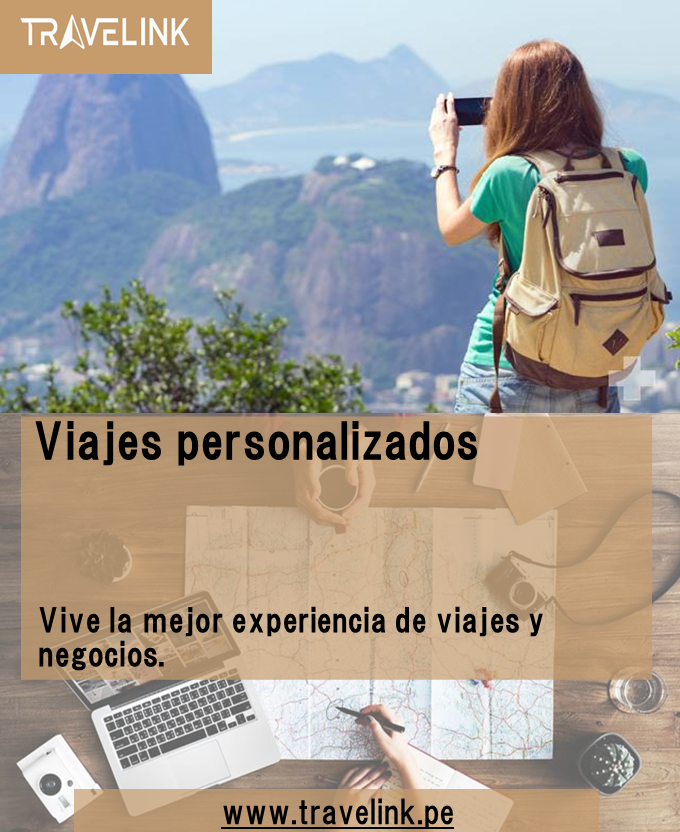 TRAVELINK
Viajes personalizados
Vive la mejor experiencia de viajes y
negocios.
www.travelink.pe